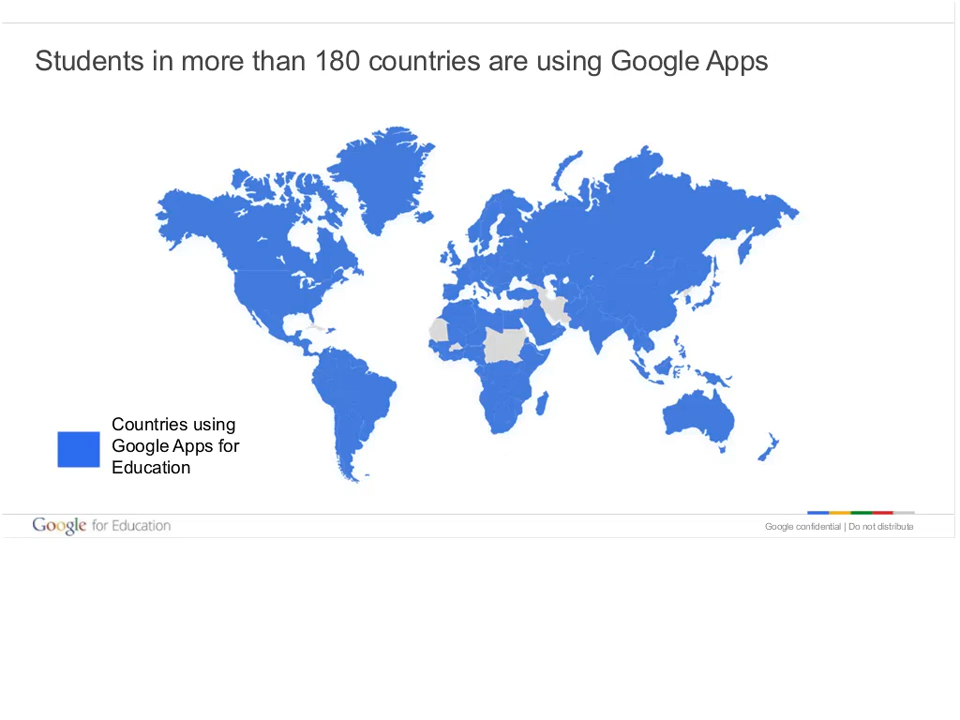 Students in more than 180 countries are using Google Apps
Countries using
Google Apps for
Education
Google for Education
Google confidential | Do not distribute